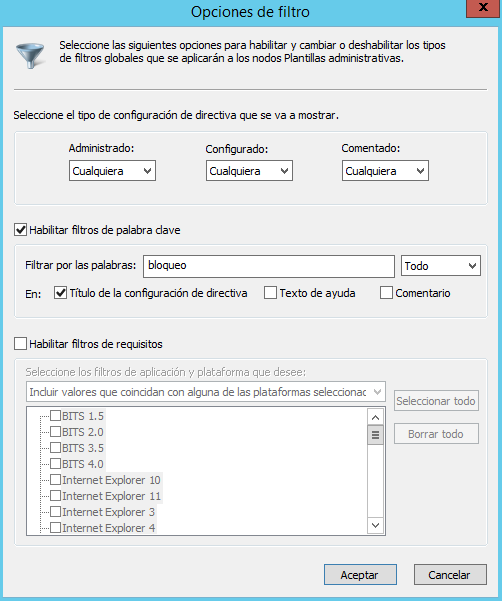 Opciones de filtro
x
Seleccione las siguientes opciones para habilitar y cambiar o deshabilitar los tipos
de filtros globales que se aplicarán a los nodos Plantillas administrativas.
Seleccione el tipo de configuración de directiva que se va a mostrar.
Administrado: Configurado: Comentado:
Cualquiera Cualquiera Cualquiera
Habilitar filtros de palabra clave
Filtrar por las palabras: bloqueo Todo
En: Título de la configuración de directiva Texto de ayuda Comentario
Habilitar filtros de requisitos
Seleccione los filtros de aplicación y plataforma que desee:
Incluir valores que coincidan con alguna de las plataformas seleccionad
Seleccionar todo
BITS 1.5
BITS 2.0
Borrar todo
BITS 3.5
BITS 4.0
Internet Explorer 10
Internet Explorer 11
Internet Explorer 3
Internet Explorer 4
Aceptar Cancelar